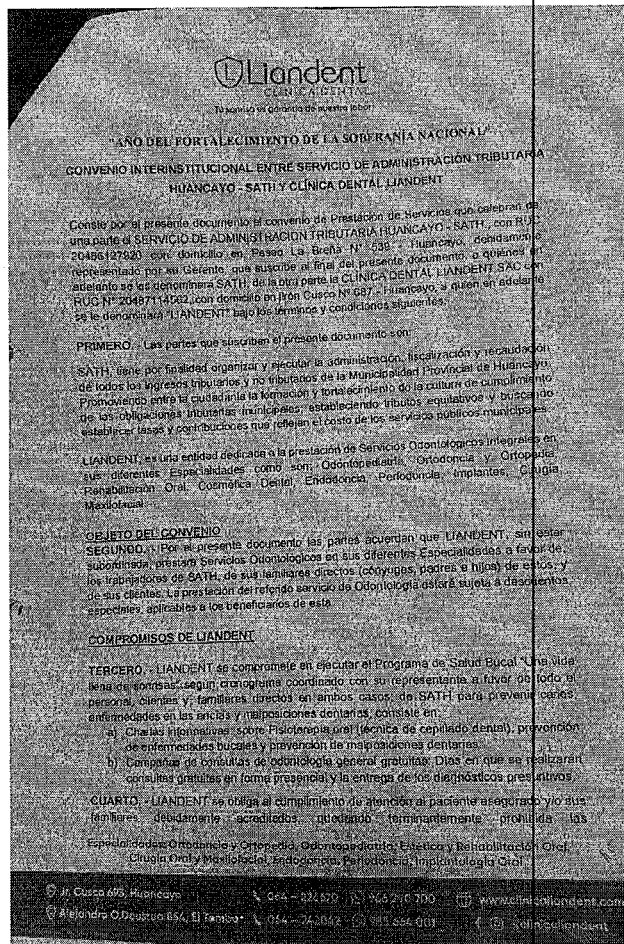 Liandent
CLÍNICA DENTAL
Tu sonrisa es garantía de nuestra labor
"AÑO DEL FORTALECIMIENTO DE LA SOBERANÍA NACIONAL"
CONVENIO INTERINSTITUCIONAL ENTRE SERVICIO DE ADMINISTRACIÓN TRIBUTARIA
HUANCAYO - SATH Y CLÍNICA DENTAL LIANDENT
Conste por el presente documento el convenio de Prestación de Servicios que celebran de
una parte el SERVICIO DE ADMINISTRACION TRIBUTARIA HUANCAYO - SATH, con RUC
20486127920 con domicilio en Paseo La Breña N° 539 - Huancayo, debidamente
representado por su Gerente, que suscribe al final del presente documento, a quienes en
adelanto se les denominará SATH, de la otra parte la CLÍNICA DENTAL LIANDENT SAC con
RUC N° 20487114562, con domicilio en jirón Cusco N° 687 - Huancayo, a quien en adelante
se le denominará "LIANDENT" bajo los términos y condiciones siguientes:
PRIMERO. - Las partes que suscriben el presente documento son:
SATH, tiene por finalidad organizar y ejecutar la administración, fiscalización y recaudación
de todos los ingresos tributarios y no tributarios de la Municipalidad Provincial de Huancayo
Promoviendo entre la ciudadanía la formación y fortalecimiento de la cultura de cumplimiento
de las obligaciones tributarias municipales, estableciendo tributos equitativos y buscando
establecer tasas y contribuciones que reflejan el costo de los servicios públicos municipales.
LIANDENT, es una entidad dedicada a la prestación de Servicios Odontológicos Integrales en
sus diferentes Especialidades como son: Odontopediatría, Ortodoncia y Ortopedia,
Rehabilitación Oral, Cosmética Dental, Endodoncia, Periodoncia, Implantes, Cirugía
Maxilofacial.
OBJETO DEL CONVENIO
SEGUNDO. - Por el presente documento las partes acuerdan que LIANDENT, sin estar
subordinada, prestará Servicios Odontológicos en sus diferentes Especialidades a favor de,
los trabajadores de SATH, de sus familiares directos (cónyuges, padres e hijos) de estos, y
de sus clientes. La prestación del referido servicio de Odontología estará sujeta a descuentos
especiales, aplicables a los beneficiarios de esta.
COMPROMISOS DE LIANDENT
TERCERO. - LIANDENT se compromete en ejecutar el Programa de Salud Bucal "Una vida
llena de sonrisas" según cronograma coordinado con su representante a favor de todo el
personal, clientes y, familiares directos en ambos casos, de SATH para prevenir caries,
enfermedades en las encías y malposiciones dentarias, consiste en:
a) Charlas informativas: sobre Fisioterapia oral (técnica de cepillado dental), prevención
de enfermedades bucales y prevención de malposiciones dentarias.
b) Campañas de consultas de odontología general gratuitas: Días en que se realizarán
consultas gratuitas en forma presencial y la entrega de los diagnósticos presuntivos.
CUARTO. - LIANDENT se obliga al cumplimiento de atención al paciente asegurado y/o sus
familiares debidamente acreditados quedando terminantemente prohibida las
Especialidades: Ortodoncia y Ortopedia, Odontopediatría, Estética y Rehabilitación Oral,
Cirugía Oral y Maxilofacial, Endodoncia, Periodoncia, Implantología Oral
Jr. Cusco 695, Huancayo
www.clinicaliandent.com
Alejandro O. Deustua 654, El Tambo
@cliniealiandent